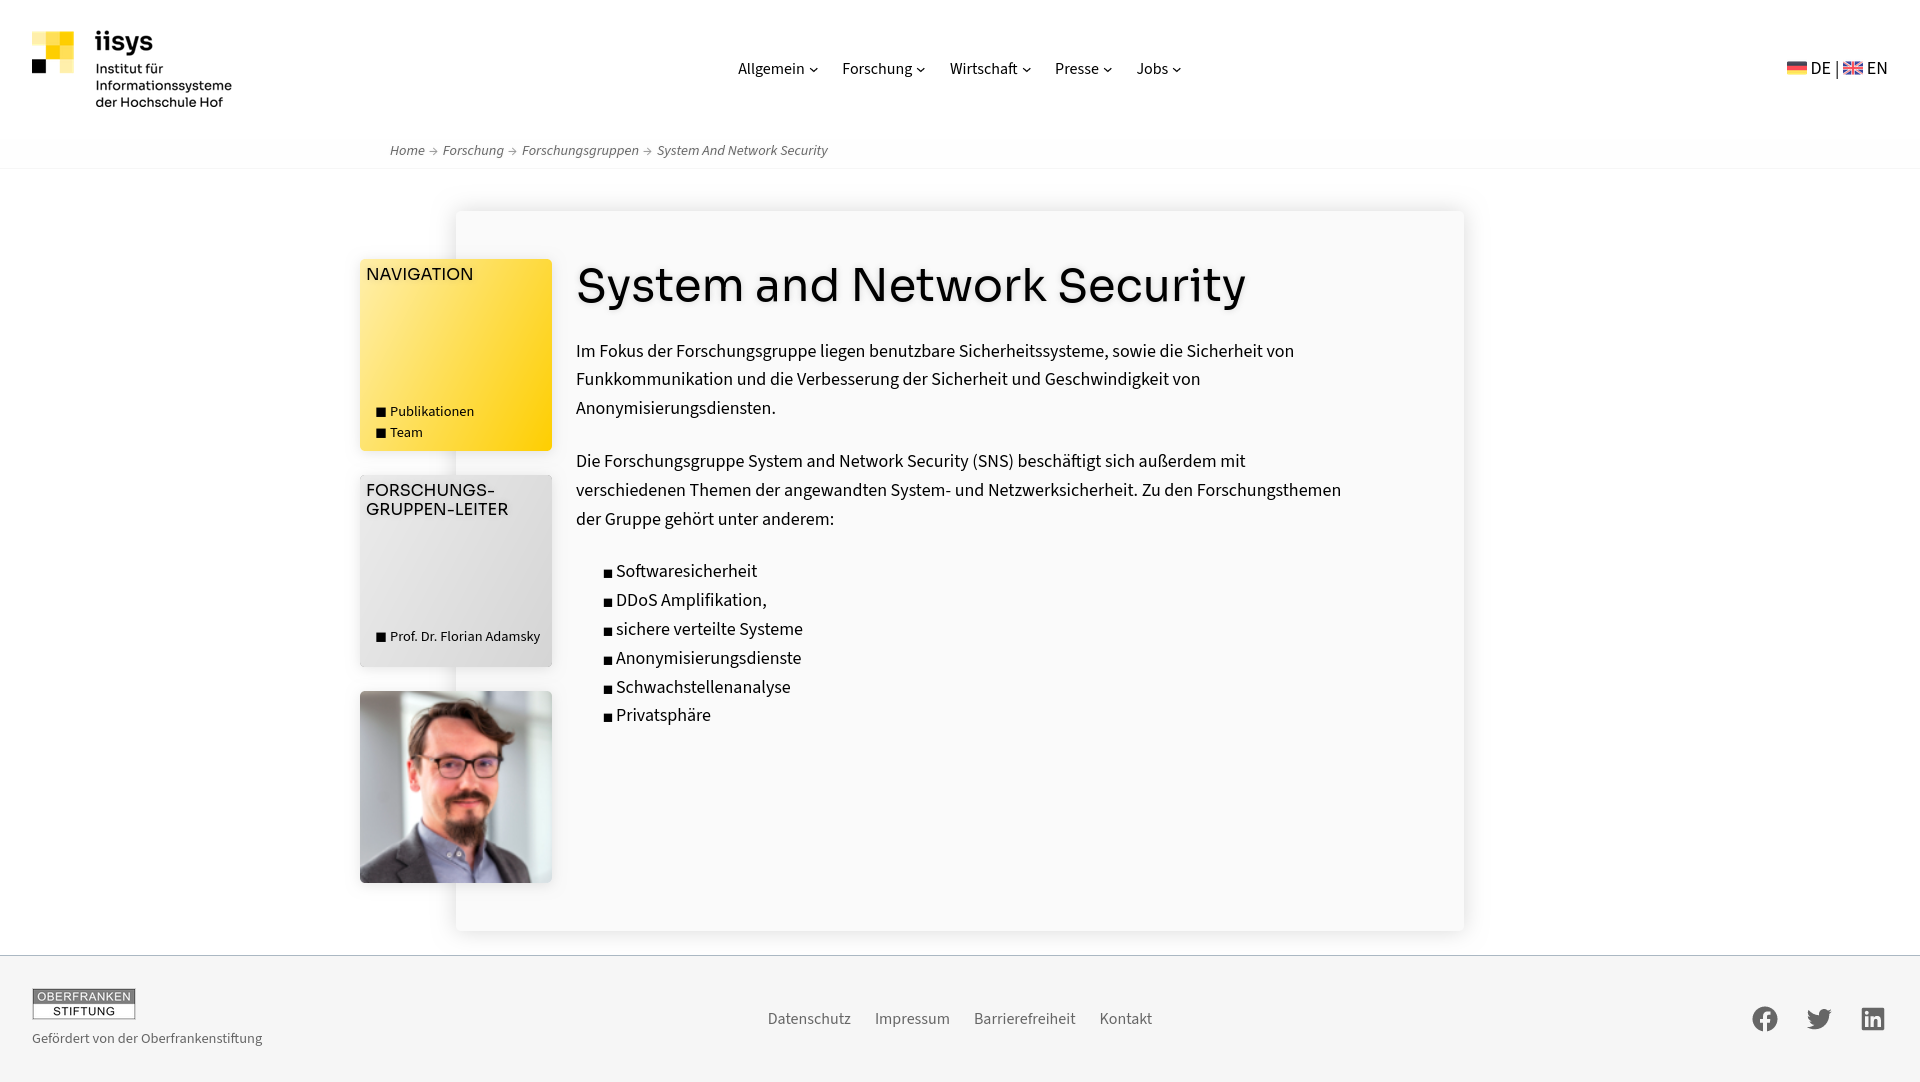 iisys
Institut für
Informationssysteme
der Hochschule Hof
Allgemein
Forschung
Wirtschaft
Presse
Jobs
DE | EN
Home → Forschung → Forschungsgruppen → System And Network Security
NAVIGATION
Publikationen
Team
FORSCHUNGS-
GRUPPEN-LEITER
Prof. Dr. Florian Adamsky
System and Network Security
Im Fokus der Forschungsgruppe liegen benutzbare Sicherheitssysteme, sowie die Sicherheit von
Funkkommunikation und die Verbesserung der Sicherheit und Geschwindigkeit von
Anonymisierungsdiensten.
Die Forschungsgruppe System and Network Security (SNS) beschäftigt sich außerdem mit
verschiedenen Themen der angewandten System- und Netzwerksicherheit. Zu den Forschungsthemen
der Gruppe gehört unter anderem:
Softwaresicherheit
DDoS Amplifikation,
sichere verteilte Systeme
Anonymisierungsdienste
Schwachstellenanalyse
Privatsphäre
OBERFRANKEN
STIFTUNG
Gefördert von der Oberfrankenstiftung
Datenschutz
Impressum
Barrierefreiheit
Kontakt